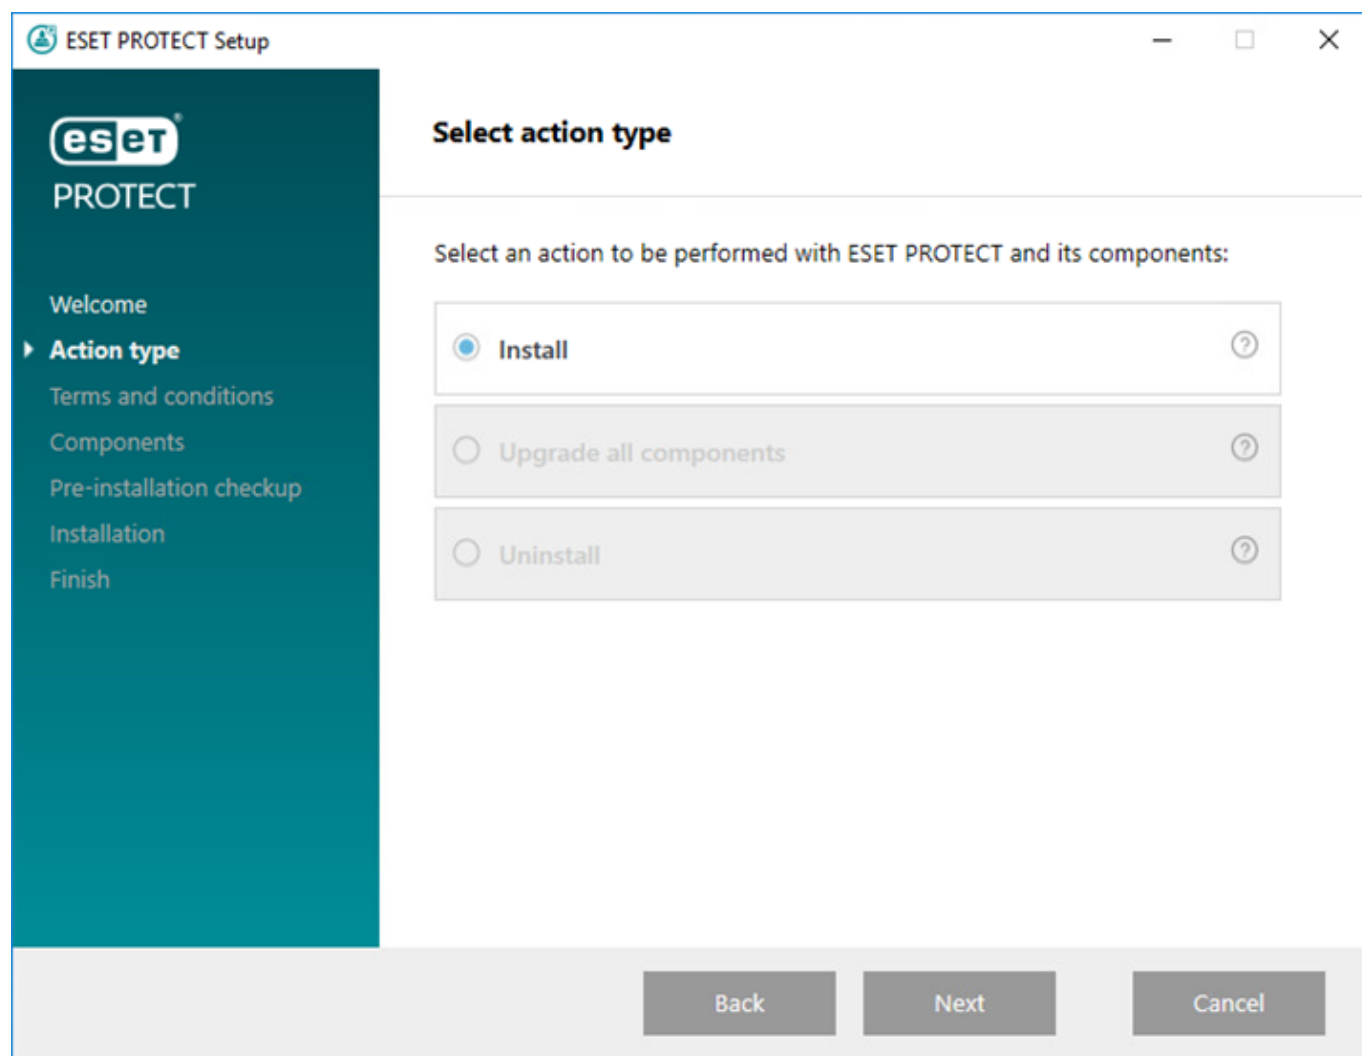 ESET PROTECT Setup
eset®
PROTECT
Welcome
Action type
Terms and conditions
Components
Pre-installation checkup
Installation
Finish
Select action type
Select an action to be performed with ESET PROTECT and its components:
Install ?
Upgrade all components ?
Uninstall ?
Back Next Cancel